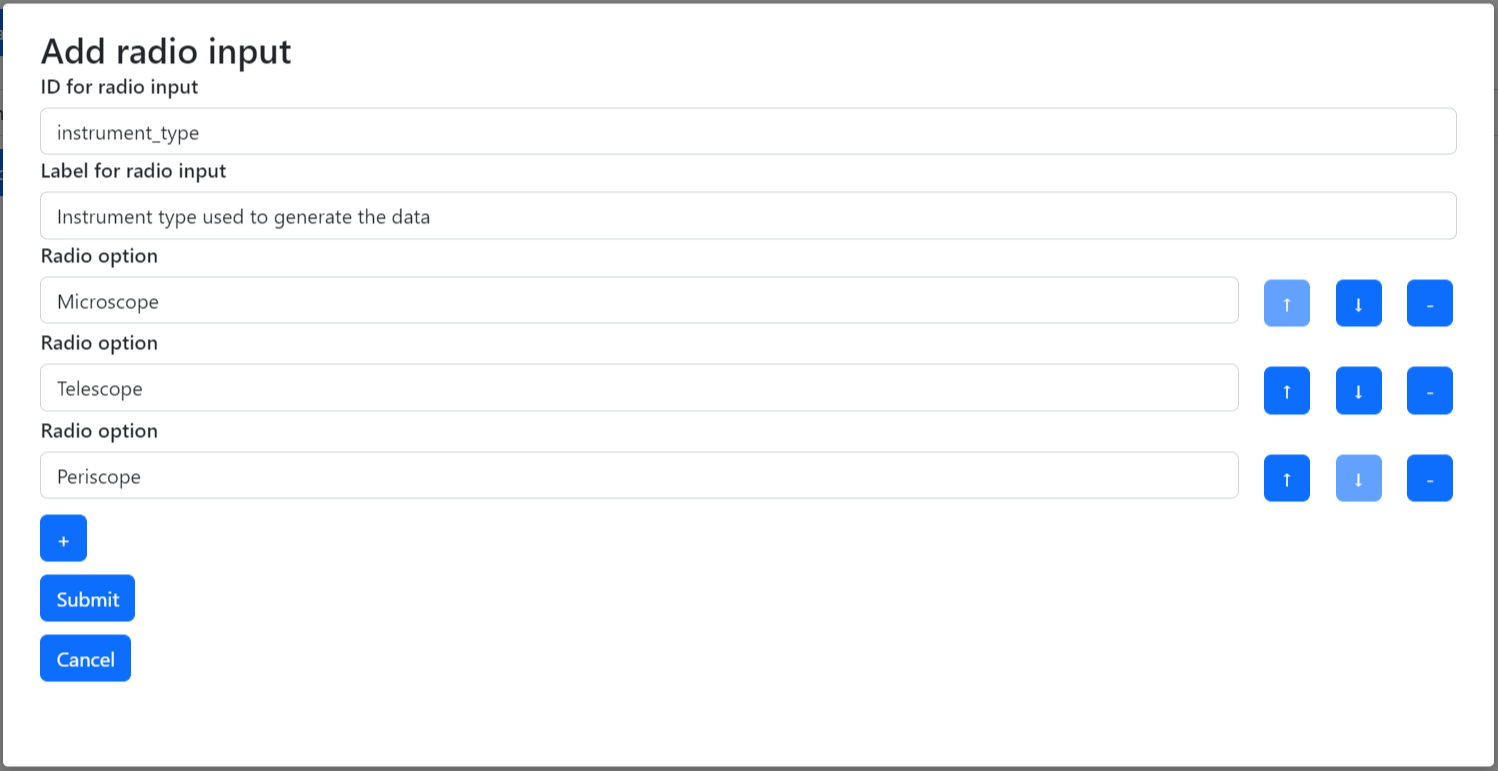 Add radio input
ID for radio input
instrument_type
Label for radio input
Instrument type used to generate the data
Radio option
Microscope ↑ ↓ -
Radio option
Telescope ↑ ↓ -
Radio option
Periscope ↑ ↓ -
+
Submit
Cancel